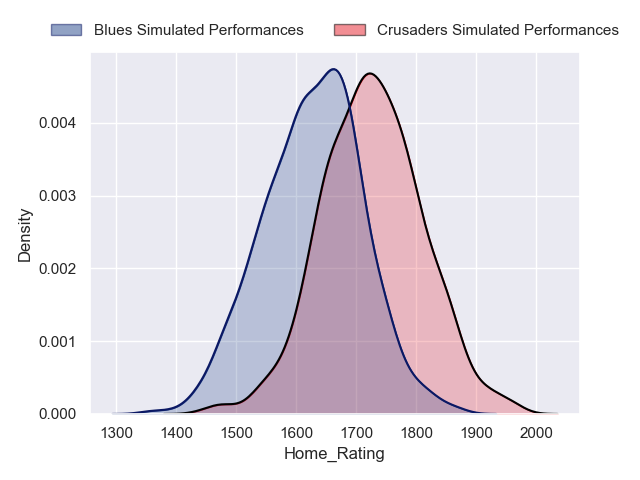 Blues Simulated Performances Crusaders Simulated Performances
0.004
0.003
0.002
0.001
0.000
Density
1300 1400 1500 1600 1700 1800 1900 2000
Home_Rating